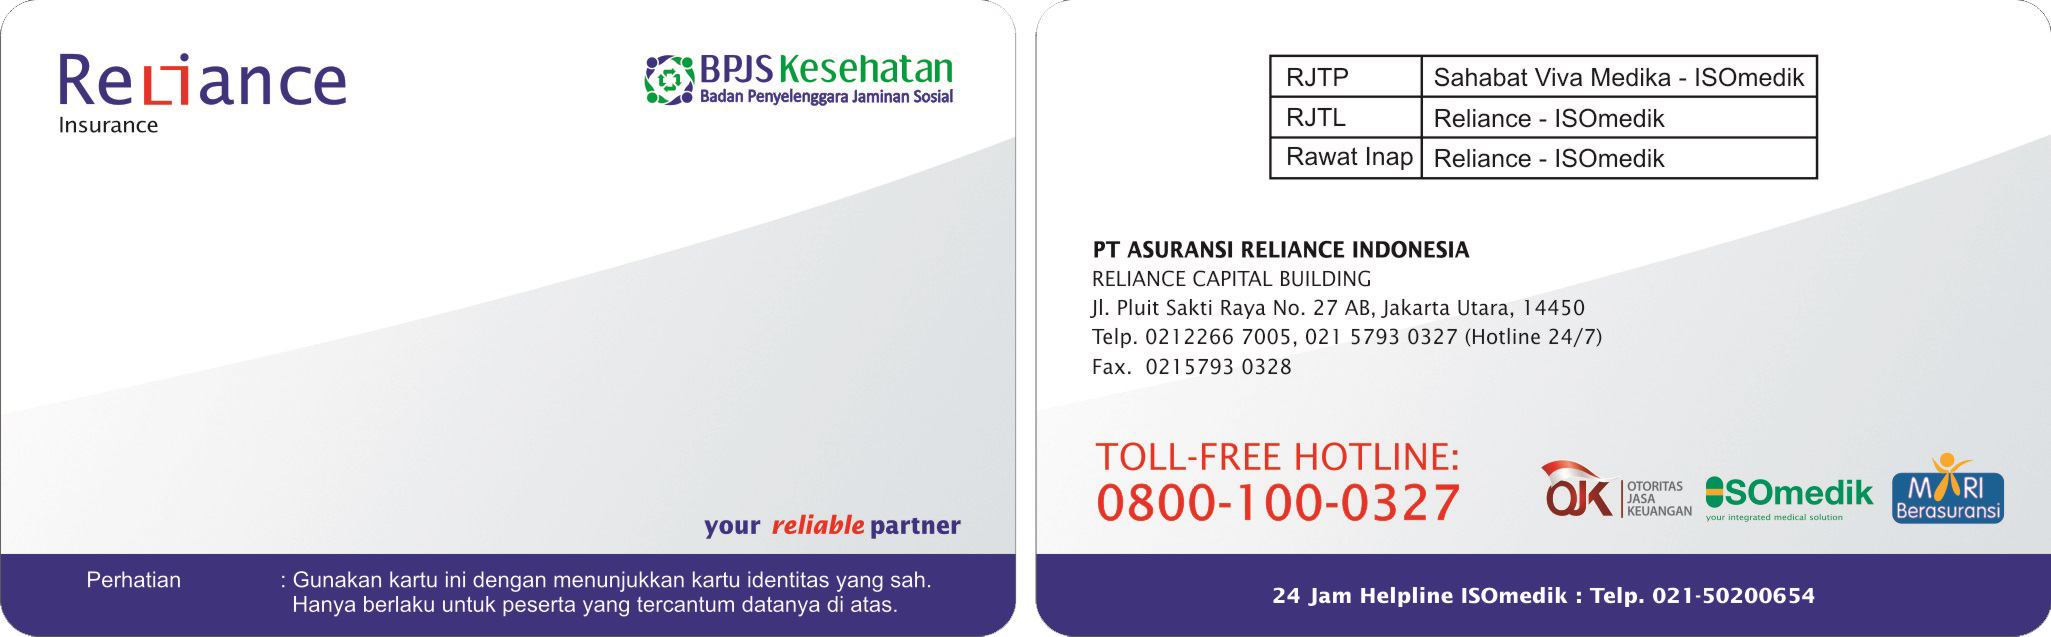 Reliance
Insurance
BPJS Kesehatan
Badan Penyelenggara Jaminan Sosial
your reliable partner
Perhatian : Gunakan kartu ini dengan menunjukkan kartu identitas yang sah.
Hanya berlaku untuk peserta yang tercantum datanya di atas.
RJTP Sahabat Viva Medika - ISOmedik
RJTL Reliance - ISOmedik
Rawat Inap Reliance - ISOmedik
PT ASURANSI RELIANCE INDONESIA
RELIANCE CAPITAL BUILDING
Jl. Pluit Sakti Raya No. 27 AB, Jakarta Utara, 14450
Telp. 0212266 7005, 021 5793 0327 (Hotline 24/7)
Fax. 0215793 0328
TOLL-FREE HOTLINE:
0800-100-0327
OJK
OTORITAS
JASA
KEUANGAN
ISOmedik
your integrated medical solution
MARI
Berasuransi
24 Jam Helpline ISOmedik : Telp. 021-50200654